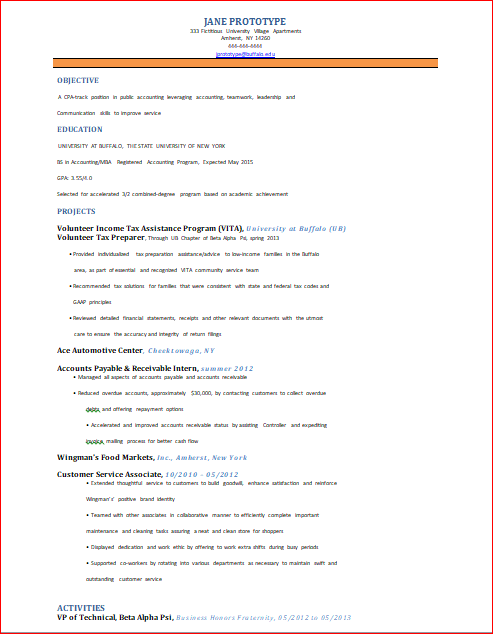 JANE PROTOTYPE
333 Fictitious University Village Apartments
Amherst, NY 14260
444-444-4444
jprototype@buffalo.edu
OBJECTIVE
A CPA-track position in public accounting leveraging accounting, teamwork, leadership and
Communication skills to improve service
EDUCATION
UNIVERSITY AT BUFFALO, THE STATE UNIVERSITY OF NEW YORK
BS in Accounting/MBA Registered Accounting Program, Expected May 2015
GPA: 3.55/4.0
Selected for accelerated 3/2 combined-degree program based on academic achievement
PROJECTS
Volunteer Income Tax Assistance Program (VITA), University at Buffalo (UB)
Volunteer Tax Preparer, Through UB Chapter of Beta Alpha Psi, spring 2013
• Provided individualized tax preparation assistance/advice to low-income families in the Buffalo
area, as part of essential and recognized VITA community service team
• Recommended tax solutions for families that were consistent with state and federal tax codes and
GAAP principles
• Reviewed detailed financial statements, receipts and other relevant documents with the utmost
care to ensure the accuracy and integrity of return filings
Ace Automotive Center, Cheektowaga, NY
Accounts Payable & Receivable Intern, summer 2012
• Managed all aspects of accounts payable and accounts receivable
• Reduced overdue accounts, approximately $30,000, by contacting customers to collect overdue
debts, and offering repayment options
• Accelerated and improved accounts receivable status by assisting Controller and expediting
invoice, mailing process for better cash flow
Wingman's Food Markets, Inc., Amherst, New York
Customer Service Associate, 10/2010 – 05/2012
• Extended thoughtful service to customers to build goodwill, enhance satisfaction and reinforce
Wingman's' positive brand identity
• Teamed with other associates in collaborative manner to efficiently complete important
maintenance and cleaning tasks assuring a neat and clean store for shoppers
• Displayed dedication and work ethic by offering to work extra shifts during busy periods
• Supported co-workers by rotating into various departments as necessary to maintain swift and
outstanding customer service
ACTIVITIES
VP of Technical, Beta Alpha Psi, Business Honors Fraternity, 05/2012 to 05/2013